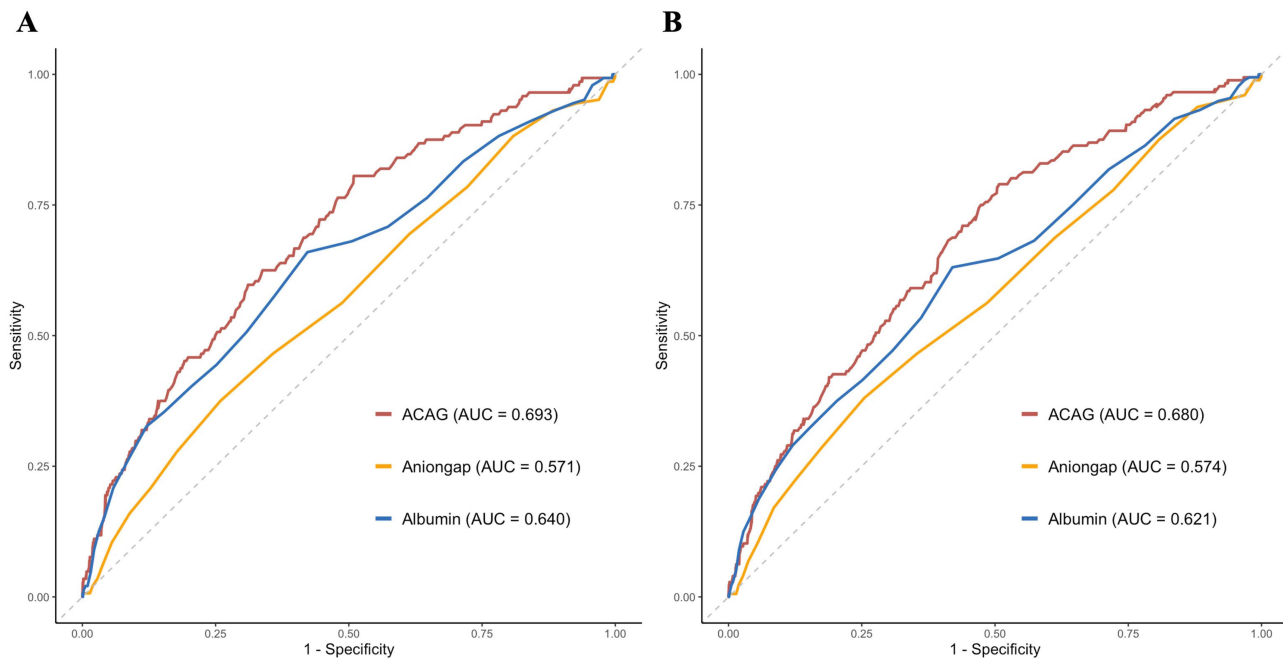 A
1.00
0.75
0.50
0.25
0.00
Sensitivity
ACAG (AUC = 0.693)
Aniongap (AUC = 0.571)
Albumin (AUC = 0.640)
0.00 0.25 0.50 0.75 1.00
1 - Specificity
B
1.00
0.75
0.50
0.25
0.00
Sensitivity
ACAG (AUC = 0.680)
Aniongap (AUC = 0.574)
Albumin (AUC = 0.621)
0.00 0.25 0.50 0.75 1.00
1 - Specificity